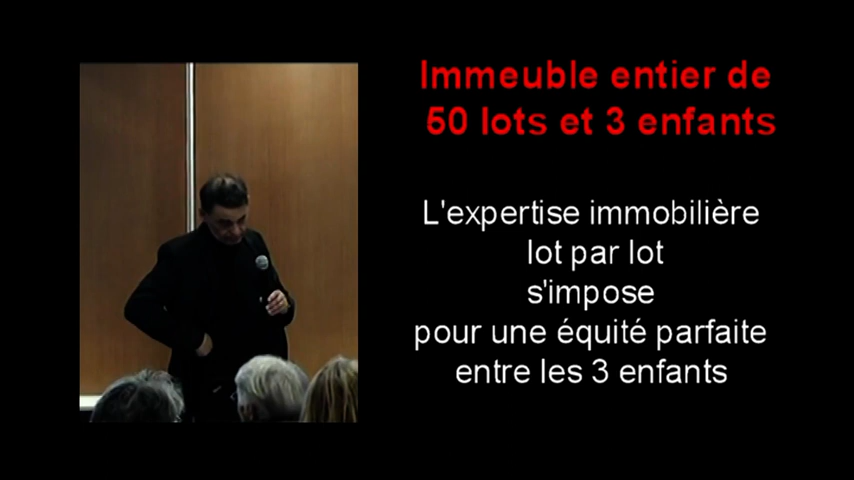 Immeuble entier de
50 lots et 3 enfants
L'expertise immobilière
lot par lot
s'impose
pour une équité parfaite
entre les 3 enfants